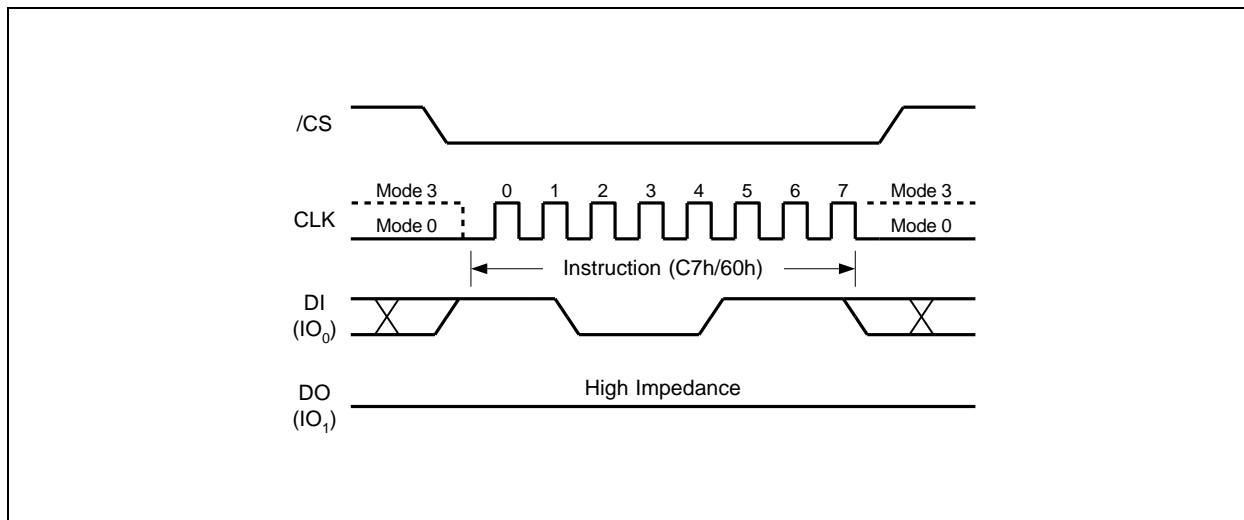 /CS
Mode 3 0 1 2 3 4 5 6 7 Mode 3
CLK
Mode 0 Mode 0
Instruction (C7h/60h)
DI
(IO₀)
High Impedance
DO
(IO₁)